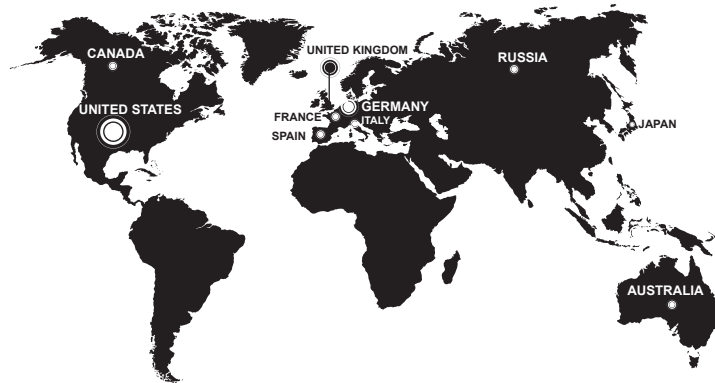 CANADA
UNITED KINGDOM
RUSSIA
UNITED STATES
GERMANY
FRANCE
ITALY
JAPAN
SPAIN
AUSTRALIA